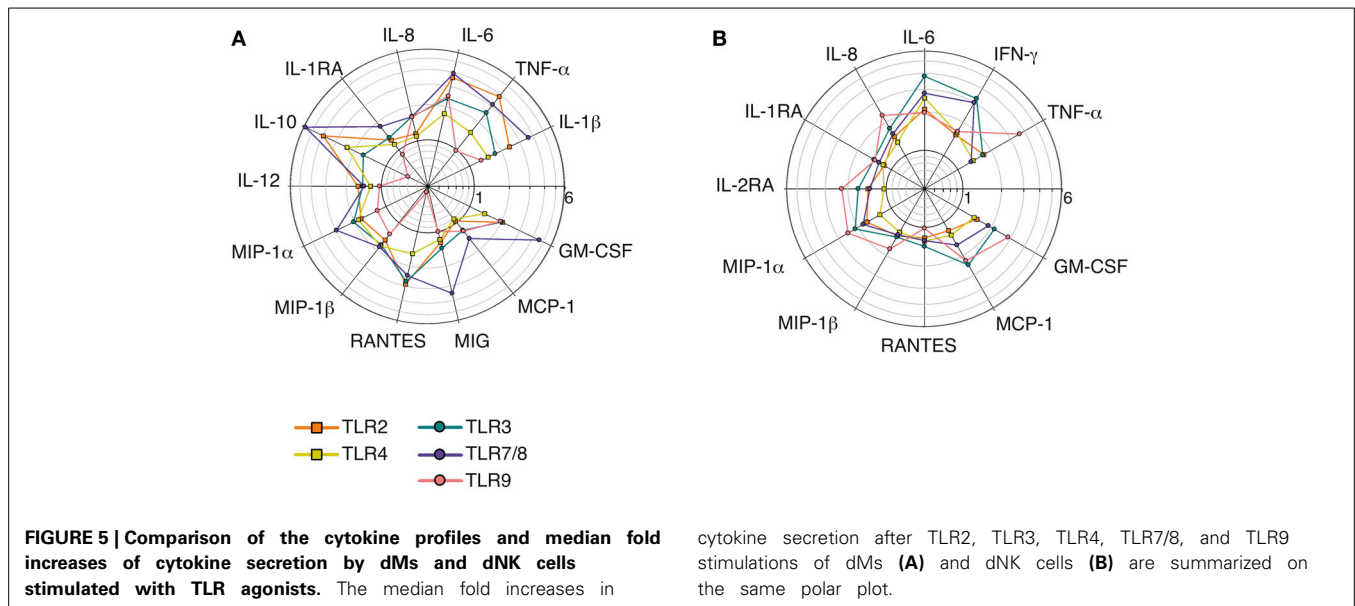 A
IL-8
IL-6
IL-1RA
TNF-α
IL-10
IL-1β
IL-12
1
6
MIP-1α
GM-CSF
MIP-1β
MCP-1
RANTES
MIG
B
IL-6
IL-8
IFN-γ
IL-1RA
TNF-α
IL-2RA
1
6
MIP-1α
GM-CSF
MIP-1β
MCP-1
RANTES
TLR2
TLR3
TLR4
TLR7/8
TLR9
FIGURE 5 | Comparison of the cytokine profiles and median fold
increases of cytokine secretion by dMs and dNK cells
stimulated with TLR agonists. The median fold increases in
cytokine secretion after TLR2, TLR3, TLR4, TLR7/8, and TLR9
stimulations of dMs (A) and dNK cells (B) are summarized on
the same polar plot.